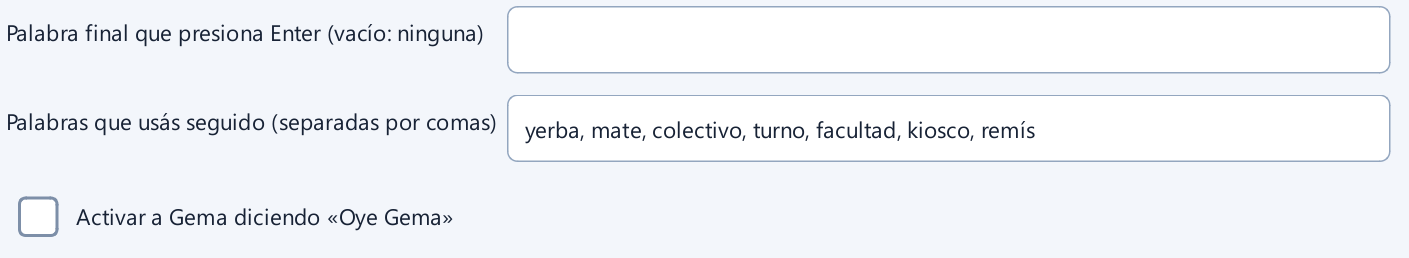 Palabra final que presiona Enter (vacío: ninguna)
Palabras que usás seguido (separadas por comas)
yerba, mate, colectivo, turno, facultad, kiosco, remís
Activar a Gema diciendo «Oye Gema»